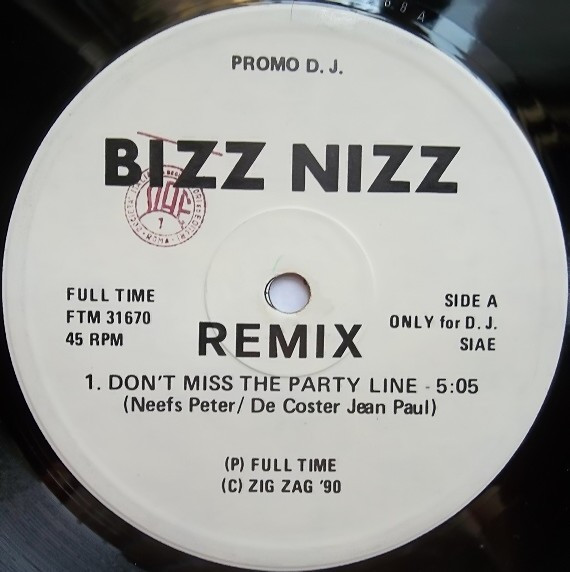 PROMO D. J.
BIZZ NIZZ
FULL TIME
FTM 31670
45 RPM
SIDE A
ONLY for D. J.
SIAE
REMIX
1. DON'T MISS THE PARTY LINE - 5:05
(Neefs Peter/ De Coster Jean Paul)
(P) FULL TIME
(C) ZIG ZAG '90